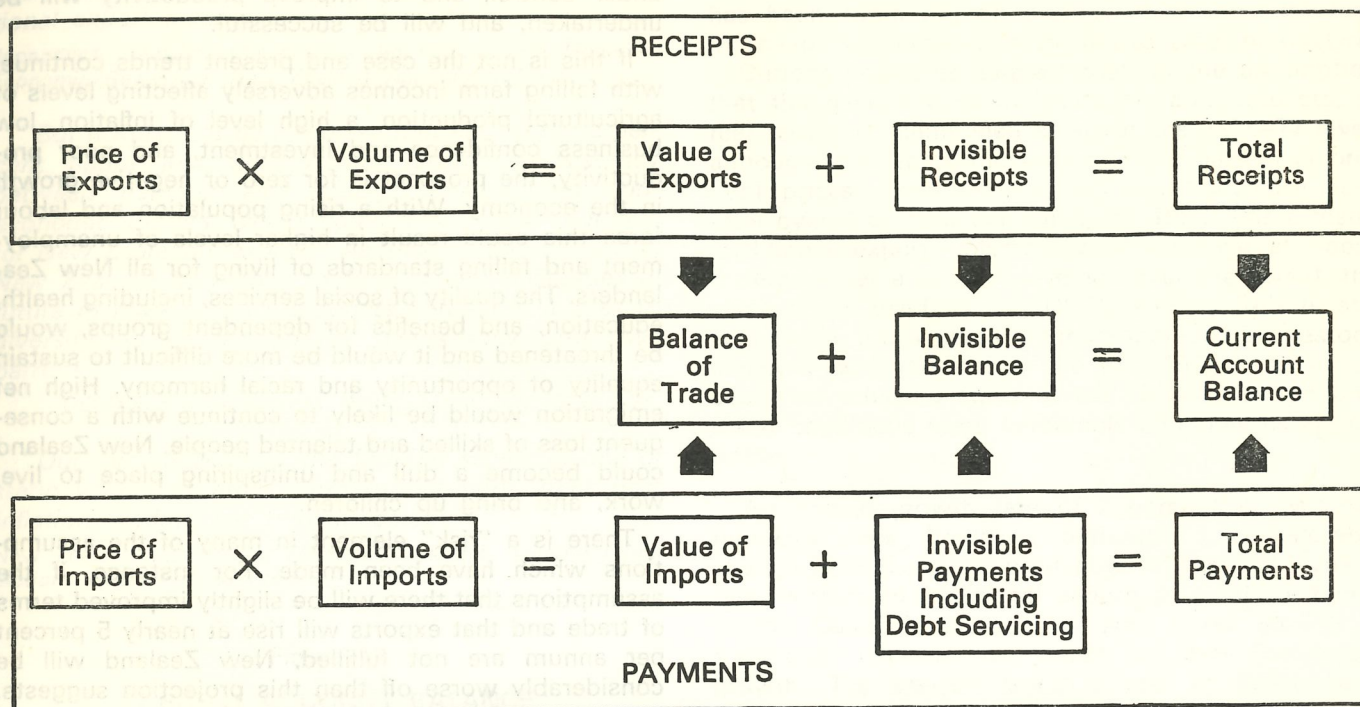 RECEIPTS
Price of Exports × Volume of Exports = Value of Exports + Invisible Receipts = Total Receipts
Balance of Trade + Invisible Balance = Current Account Balance
Price of Imports × Volume of Imports = Value of Imports + Invisible Payments Including Debt Servicing = Total Payments
PAYMENTS